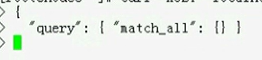 > {
> "query": { "match_all": {} }
>